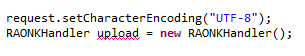 request.setCharacterEncoding("UTF-8");
RAONKHandler upload = new RAONKHandler();